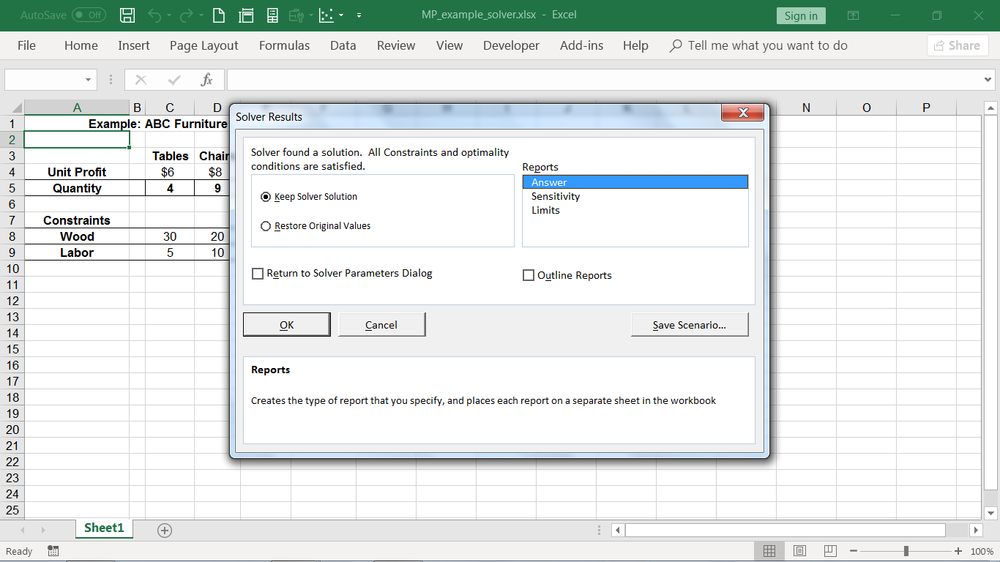 AutoSave Off MP_example_solver.xlsx - Excel Sign in
File Home Insert Page Layout Formulas Data Review View Developer Add-ins Help Tell me what you want to do Share
fx
A B C D N O P
1 Example: ABC Furniture
2
3 Tables Chair
4 Unit Profit $6 $8
5 Quantity 4 9
6
7 Constraints
8 Wood 30 20
9 Labor 5 10
10
11
12
13
14
15
16
17
18
19
20
21
22
23
24
25
Solver Results
Solver found a solution. All Constraints and optimality
conditions are satisfied.
Keep Solver Solution
Restore Original Values
Reports
Answer
Sensitivity
Limits
Return to Solver Parameters Dialog
Outline Reports
OK Cancel Save Scenario...
Reports
Creates the type of report that you specify, and places each report on a separate sheet in the workbook
Sheet1
Ready 100%